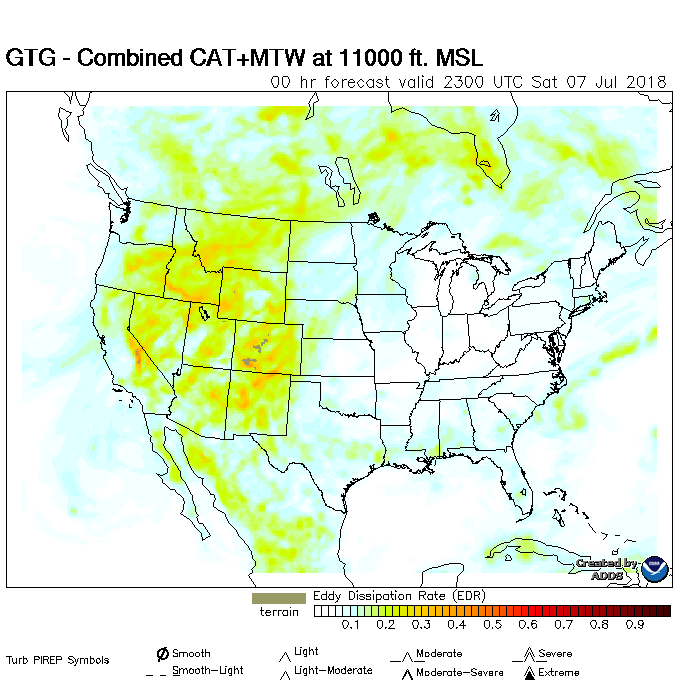 GTG - Combined CAT+MTW at 11000 ft. MSL
00 hr forecast valid 2300 UTC Sat 07 Jul 2018
Created by
ADDS
terrain
Eddy Dissipation Rate (EDR)
0.1 0.2 0.3 0.4 0.5 0.6 0.7 0.8 0.9
Turb PIREP Symbols
Smooth Light Moderate Severe
Smooth-Light Light-Moderate Moderate-Severe Extreme